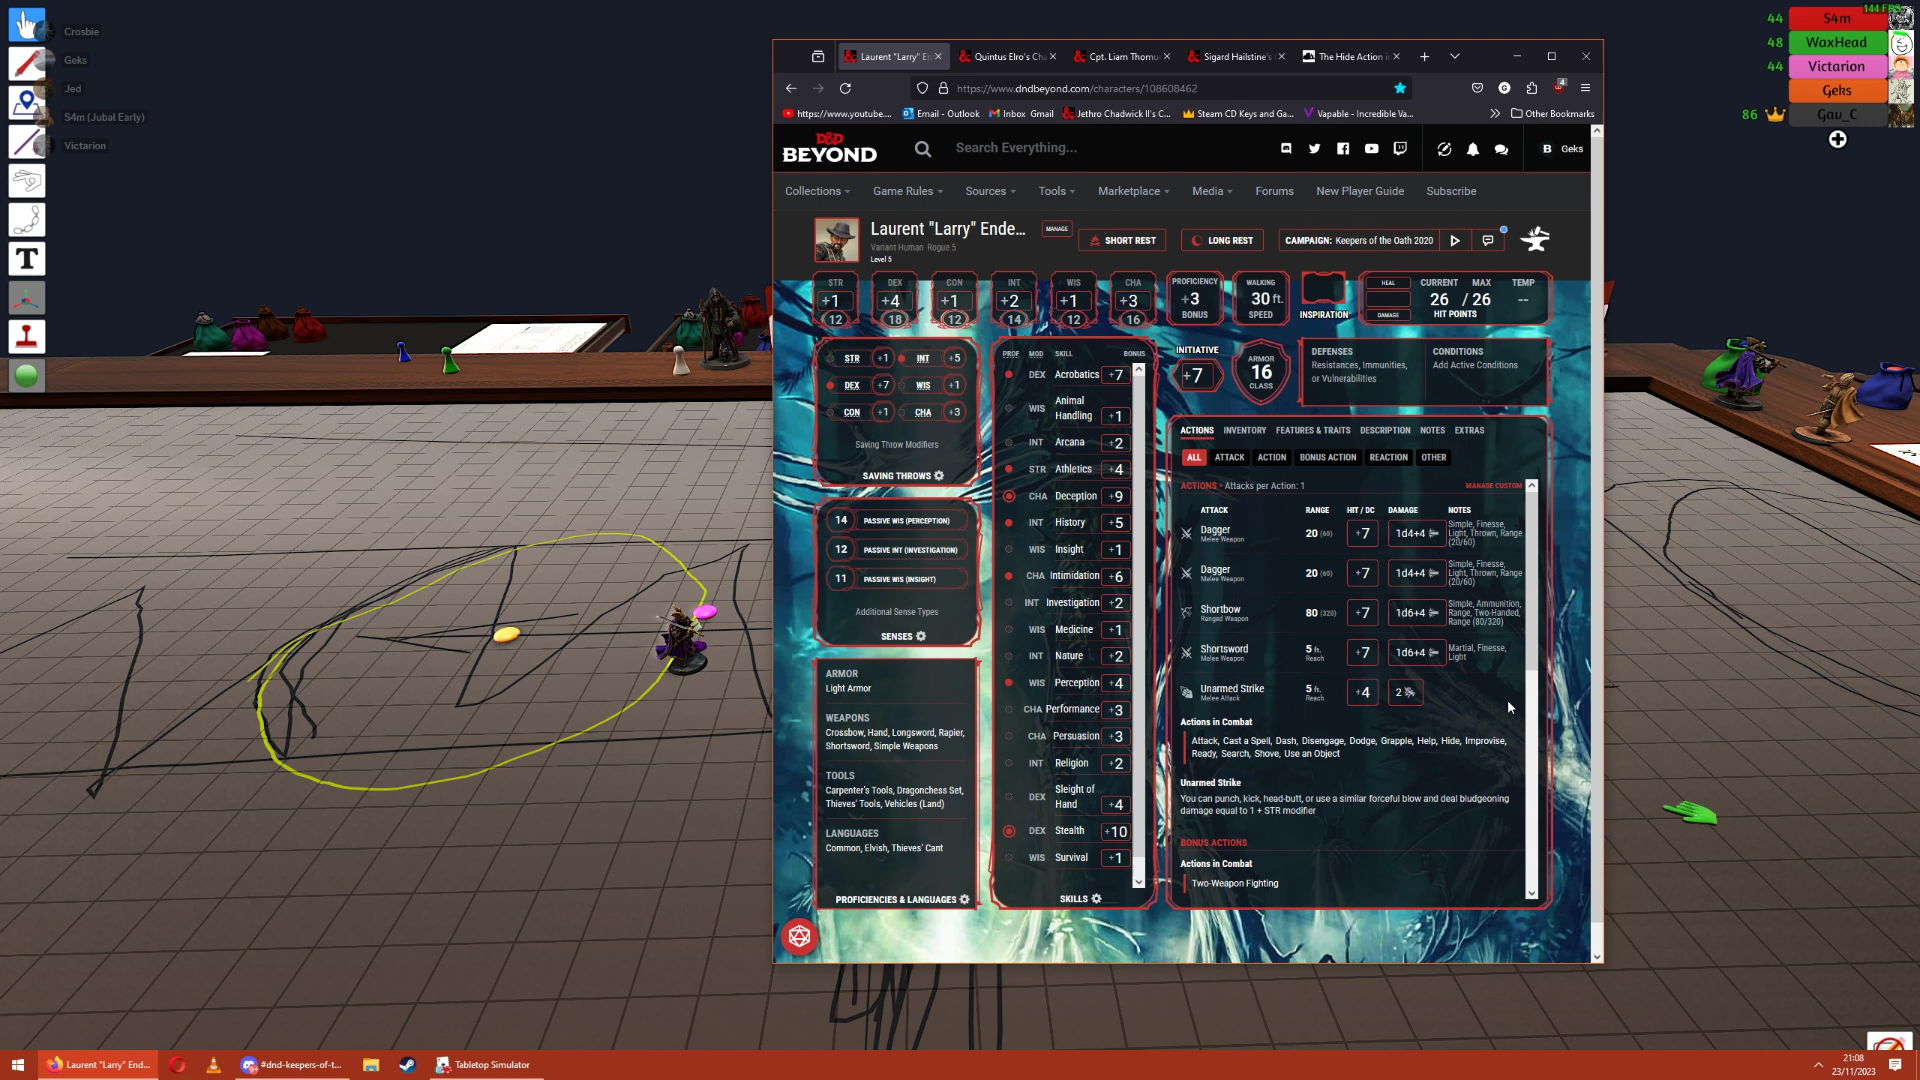 Crosbie
Geks
Jed
S4m (Jubal Early)
Victarion
T
144 FPS
44 S4m
48 WaxHead
44 Victarion
Geks
86 Gav_C
Laurent "Larry" En
Quintus Elro's Cha
Cpt. Liam Thomu
Sigard Hailstine's
The Hide Action i
https://www.dndbeyond.com/characters/108608462
4
https://www.youtube....
Email - Outlook
Inbox Gmail
Jethro Chadwick II's C...
Steam CD Keys and Ga...
Vapable - Incredible Va...
Other Bookmarks
D&D
BEYOND
Search Everything...
B Geks
Collections
Game Rules
Sources
Tools
Marketplace
Media
Forums
New Player Guide
Subscribe
Laurent "Larry" Ende...
MANAGE
Variant Human Rogue 5
Level 5
SHORT REST
LONG REST
CAMPAIGN: Keepers of the Oath 2020
STR +1 12
DEX +4 18
CON +1 12
INT +2 14
WIS +1 12
CHA +3 16
PROFICIENCY +3 BONUS
WALKING 30 ft. SPEED
INSPIRATION
HEAL
DAMAGE
CURRENT MAX TEMP
26 / 26 --
HIT POINTS
STR +1 INT +5
DEX +7 WIS +1
CON +1 CHA +3
Saving Throw Modifiers
SAVING THROWS
14 PASSIVE WIS (PERCEPTION)
12 PASSIVE INT (INVESTIGATION)
11 PASSIVE WIS (INSIGHT)
Additional Sense Types
SENSES
ARMOR
Light Armor
WEAPONS
Crossbow, Hand, Longsword, Rapier,
Shortsword, Simple Weapons
TOOLS
Carpenter's Tools, Dragonchess Set,
Thieves' Tools, Vehicles (Land)
LANGUAGES
Common, Elvish, Thieves' Cant
PROFICIENCIES & LANGUAGES
PROF MOD SKILL BONUS
DEX Acrobatics +7
WIS Animal Handling +1
INT Arcana +2
STR Athletics +4
CHA Deception +9
INT History +5
WIS Insight +1
CHA Intimidation +6
INT Investigation +2
WIS Medicine +1
INT Nature +2
WIS Perception +4
CHA Performance +3
CHA Persuasion +3
INT Religion +2
DEX Sleight of Hand +4
DEX Stealth +10
WIS Survival +1
SKILLS
INITIATIVE
+7
ARMOR
16
CLASS
DEFENSES
Resistances, Immunities,
or Vulnerabilities
CONDITIONS
Add Active Conditions
ACTIONS INVENTORY FEATURES & TRAITS DESCRIPTION NOTES EXTRAS
ALL ATTACK ACTION BONUS ACTION REACTION OTHER
ACTIONS • Attacks per Action: 1
MANAGE CUSTOM
ATTACK RANGE HIT / DC DAMAGE NOTES
Dagger 20 (60) +7 1d4+4 Simple, Finesse, Light, Thrown, Range (20/60)
Melee Weapon
Dagger 20 (60) +7 1d4+4 Simple, Finesse, Light, Thrown, Range (20/60)
Melee Weapon
Shortbow 80 (320) +7 1d6+4 Simple, Ammunition, Range, Two-Handed, Range (80/320)
Ranged Weapon
Shortsword 5 ft. Reach +7 1d6+4 Martial, Finesse, Light
Melee Weapon
Unarmed Strike 5 ft. Reach +4 2
Melee Attack
Actions in Combat
Attack, Cast a Spell, Dash, Disengage, Dodge, Grapple, Help, Hide, Improvise,
Ready, Search, Shove, Use an Object
Unarmed Strike
You can punch, kick, head-butt, or use a similar forceful blow and deal bludgeoning
damage equal to 1 + STR modifier
BONUS ACTIONS
Actions in Combat
Two-Weapon Fighting
Laurent "Larry" End...
#dnd-keepers-of-t...
Tabletop Simulator
21:08
23/11/2023